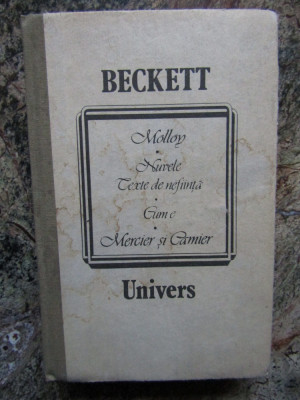 BECKETT
Molloy
Nuvele
Texte de neființă
Cum e
Mercier și Camier
Univers